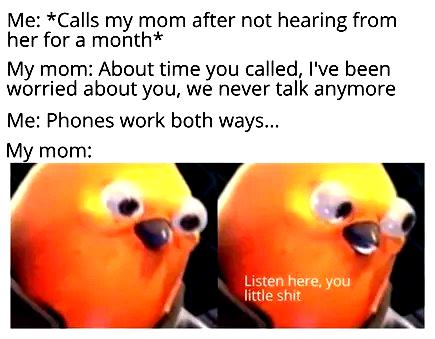 Me: *Calls my mom after not hearing from
her for a month*
My mom: About time you called, I've been
worried about you, we never talk anymore
Me: Phones work both ways...
My mom:
Listen here, you
little shit